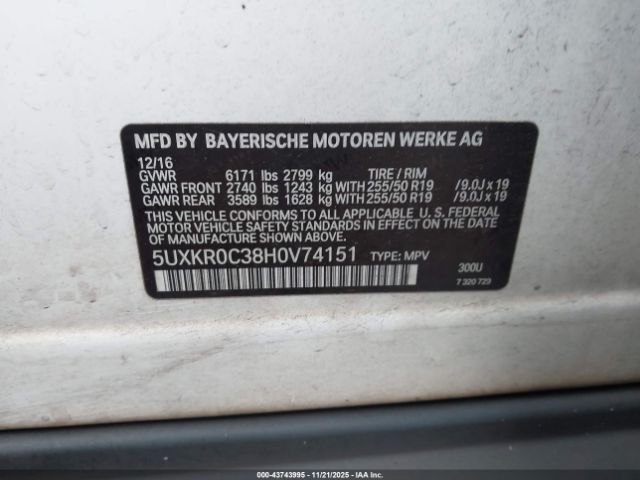 MFD BY BAYERISCHE MOTOREN WERKE AG
12/16
GVWR 6171 lbs 2799 kg TIRE / RIM
GAWR FRONT 2740 lbs 1243 kg WITH 255/50 R19 /9.0J x 19
GAWR REAR 3589 lbs 1628 kg WITH 255/50 R19 /9.0J x 19
THIS VEHICLE CONFORMS TO ALL APPLICABLE U. S. FEDERAL
MOTOR VEHICLE SAFETY STANDARDS IN EFFECT ON THE DATE
OF MANUFACTURE SHOWN ABOVE.
5UXKR0C38H0V74151 TYPE: MPV
300U
7 320 729
000-43743995 - 11/21/2025 - IAA Inc.